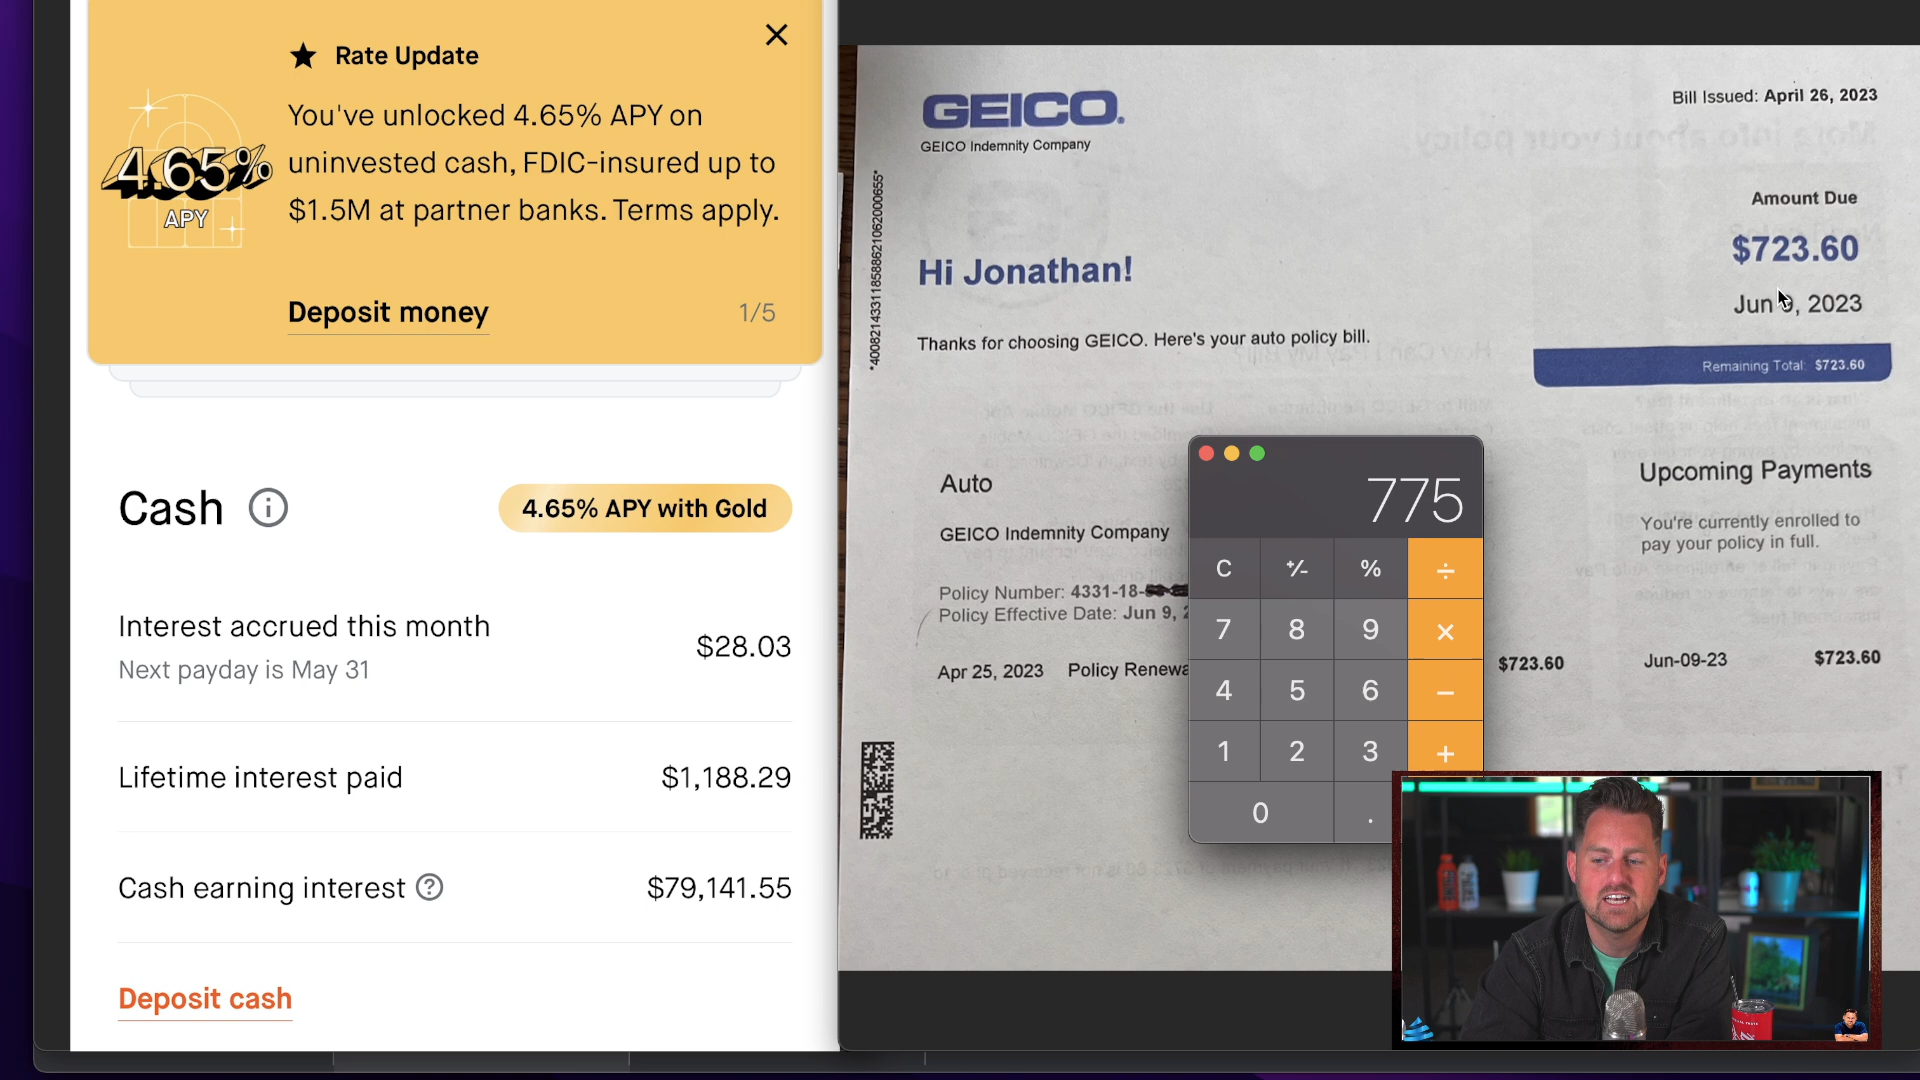 Rate Update
You've unlocked 4.65% APY on
uninvested cash, FDIC-insured up to
$1.5M at partner banks. Terms apply.
4.65%
APY
Deposit money
1/5
Cash
4.65% APY with Gold
Interest accrued this month
$28.03
Next payday is May 31
Lifetime interest paid
$1,188.29
Cash earning interest
$79,141.55
Deposit cash
GEICO.
GEICO Indemnity Company
Bill Issued: April 26, 2023
Amount Due
$723.60
Jun 9, 2023
Remaining Total: $723.60
Hi Jonathan!
Thanks for choosing GEICO. Here's your auto policy bill.
Auto
GEICO Indemnity Company
Policy Number: 4331-18-
Policy Effective Date: Jun 9,
Apr 25, 2023 Policy
$723.60
Upcoming Payments
You're currently enrolled to
pay your policy in full.
Jun-09-23 $723.60
775
C +/- % ÷
7 8 9 ×
4 5 6 −
1 2 3 +
0 .